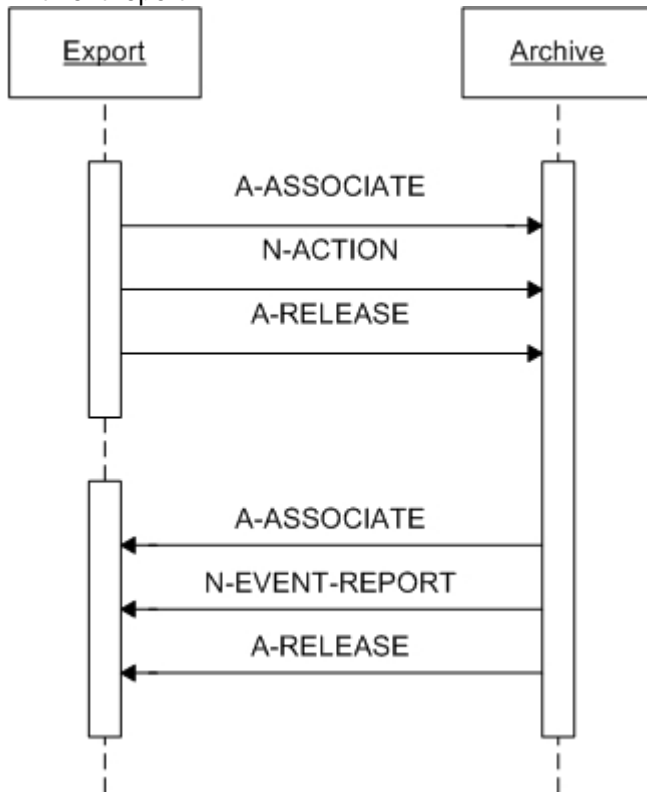 Export
Archive
A-ASSOCIATE
N-ACTION
A-RELEASE
A-ASSOCIATE
N-EVENT-REPORT
A-RELEASE